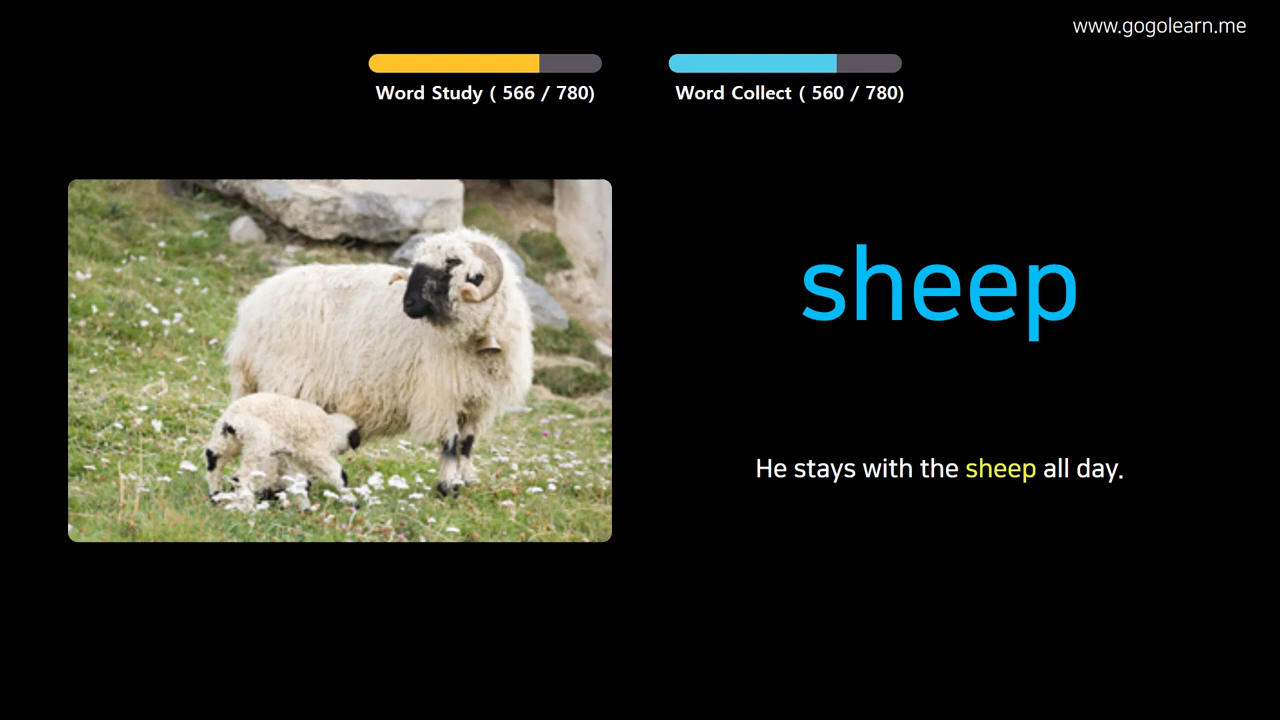 www.gogolearn.me
Word Study ( 566 / 780)
Word Collect ( 560 / 780)
sheep
He stays with the sheep all day.